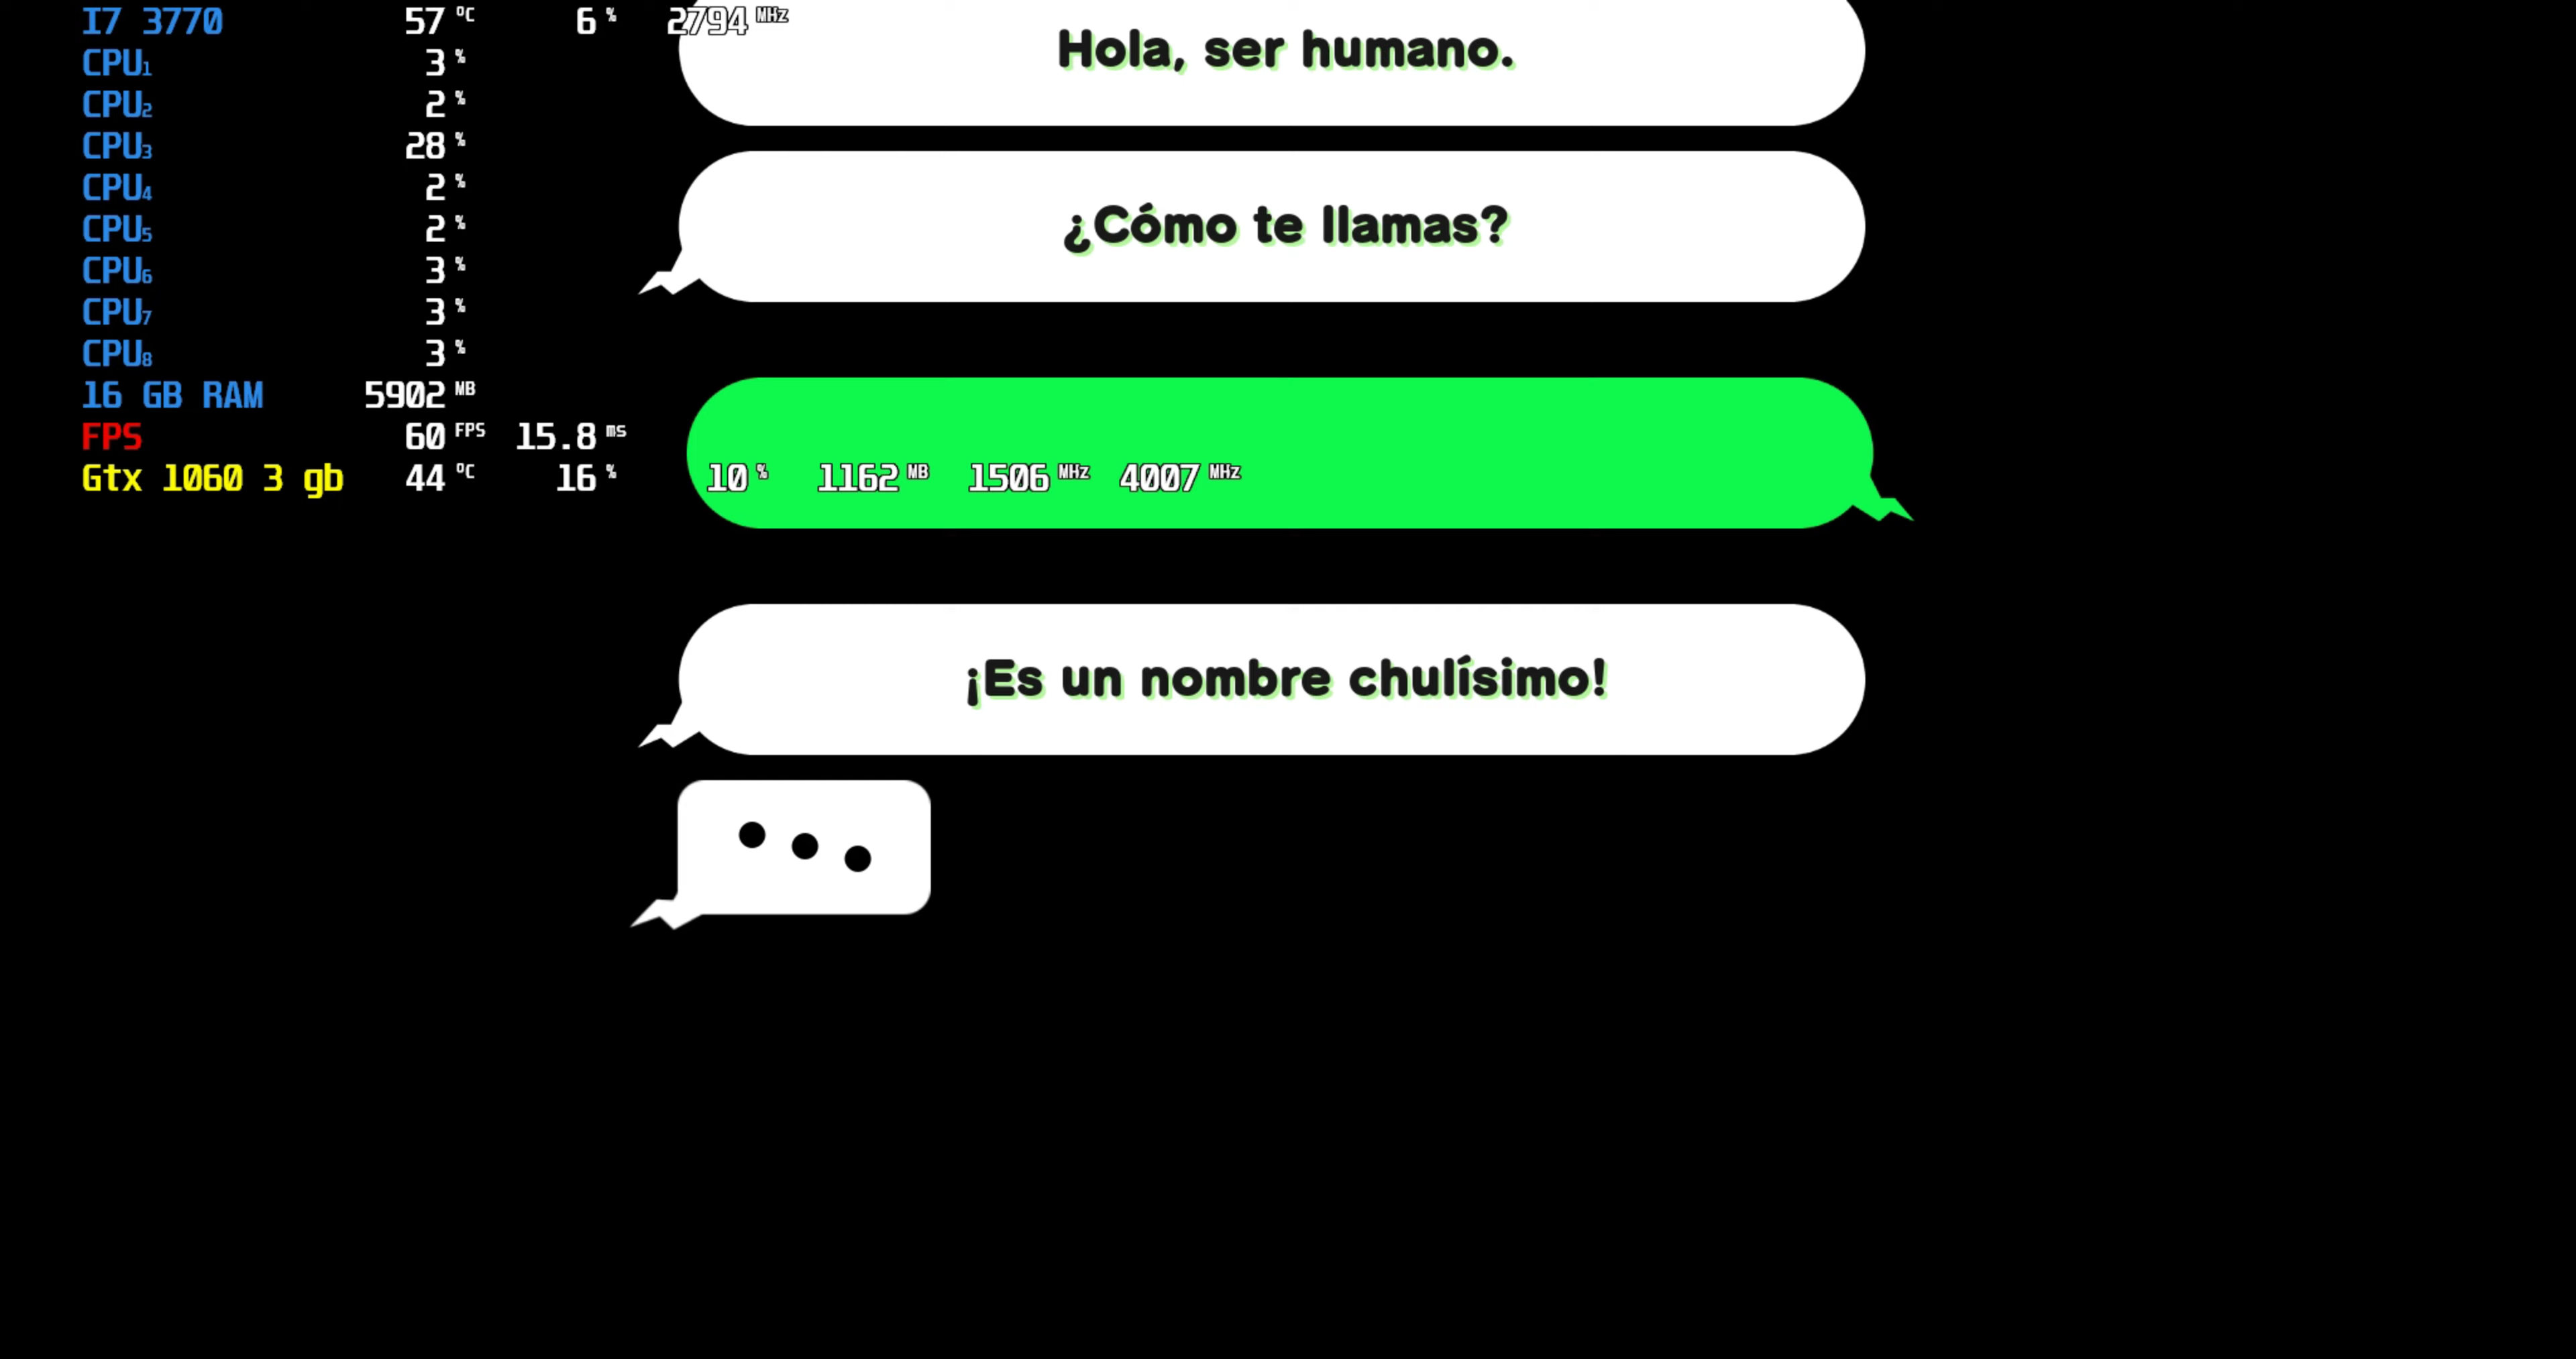 I7 3770 57 °C 6 % 2794 MHz
CPU1 3 %
CPU2 2 %
CPU3 28 %
CPU4 2 %
CPU5 2 %
CPU6 3 %
CPU7 3 %
CPU8 3 %
16 GB RAM 5902 MB
FPS 60 FPS 15.8 ms
Gtx 1060 3 gb 44 °C 16 % 10 % 1162 MB 1506 MHz 4007 MHz
Hola, ser humano.
¿Cómo te llamas?
¡Es un nombre chulísimo!